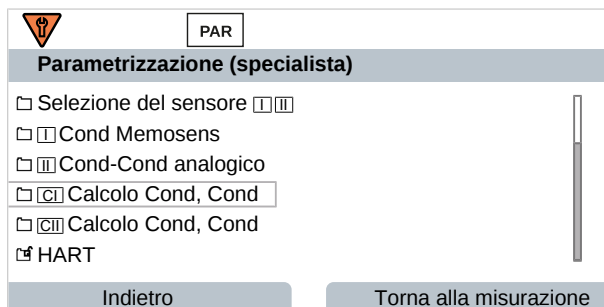 PAR
Parametrizzazione (specialista)
Selezione del sensore I II
I Cond Memosens
II Cond-Cond analogico
CI Calcolo Cond, Cond
CII Calcolo Cond, Cond
HART
Indietro Torna alla misurazione